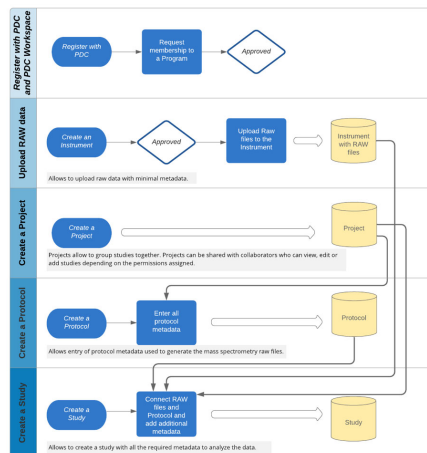 Register with PDC
and PDC Workspace
Register with
PDC
Request
membership to
a Program
Approved
Upload RAW data
Create an
Instrument
Approved
Upload Raw
files to the
Instrument
Instrument
with RAW
files
Allows to upload raw data with minimal metadata.
Create a Project
Create a
Project
Project
Projects allow to group studies together. Projects can be shared with collaborators who can view, edit or
add studies depending on the permissions assigned.
Create a Protocol
Create a
Protocol
Enter all
protocol
metadata
Protocol
Allows entry of protocol metadata used to generate the mass spectrometry raw files.
Create a Study
Create a
Study
Connect RAW
files and
Protocol and
add additional
metadata
Study
Allows to create a study with all the required metadata to analyze the data.